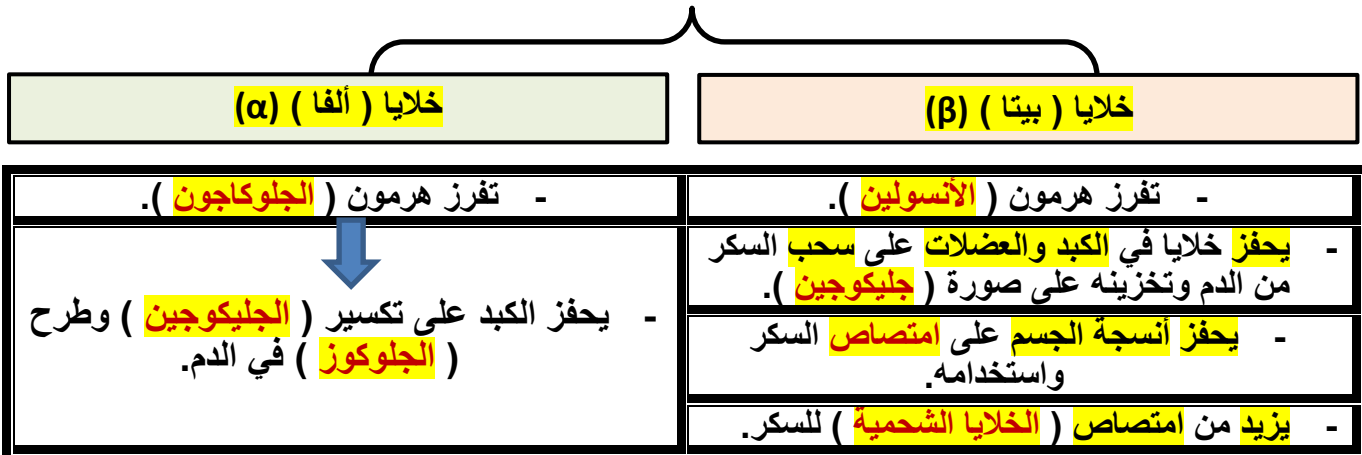 خلايا ( بيتا ) (β)
خلايا ( ألفا ) (α)
- تفرز هرمون ( الأنسولين ).
- تفرز هرمون ( الجلوكاجون ).
- يحفز خلايا في الكبد والعضلات على سحب السكر
من الدم وتخزينه على صورة ( جليكوجين ).
- يحفز أنسجة الجسم على امتصاص السكر
واستخدامه.
- يزيد من امتصاص ( الخلايا الشحمية ) للسكر.
- يحفز الكبد على تكسير ( الجليكوجين ) وطرح
( الجلوكوز ) في الدم.